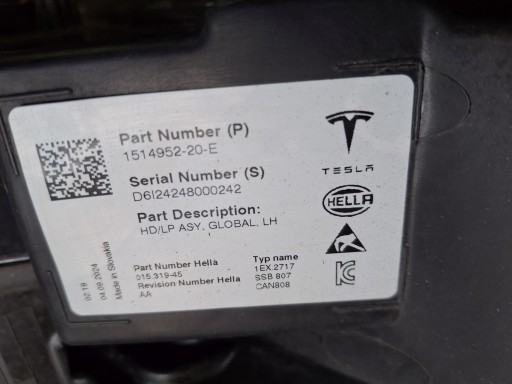 Part Number (P)
1514952-20-E
Serial Number (S)
D6I24248000242
Part Description:
HD/LP ASY, GLOBAL, LH
TESLA
HELLA
Part Number Hella
015.319-45
Revision Number Hella
AA
Typ name
1EX.2717
SSB 807
CAN808
02:18
04.09.2024
Made in Slovakia